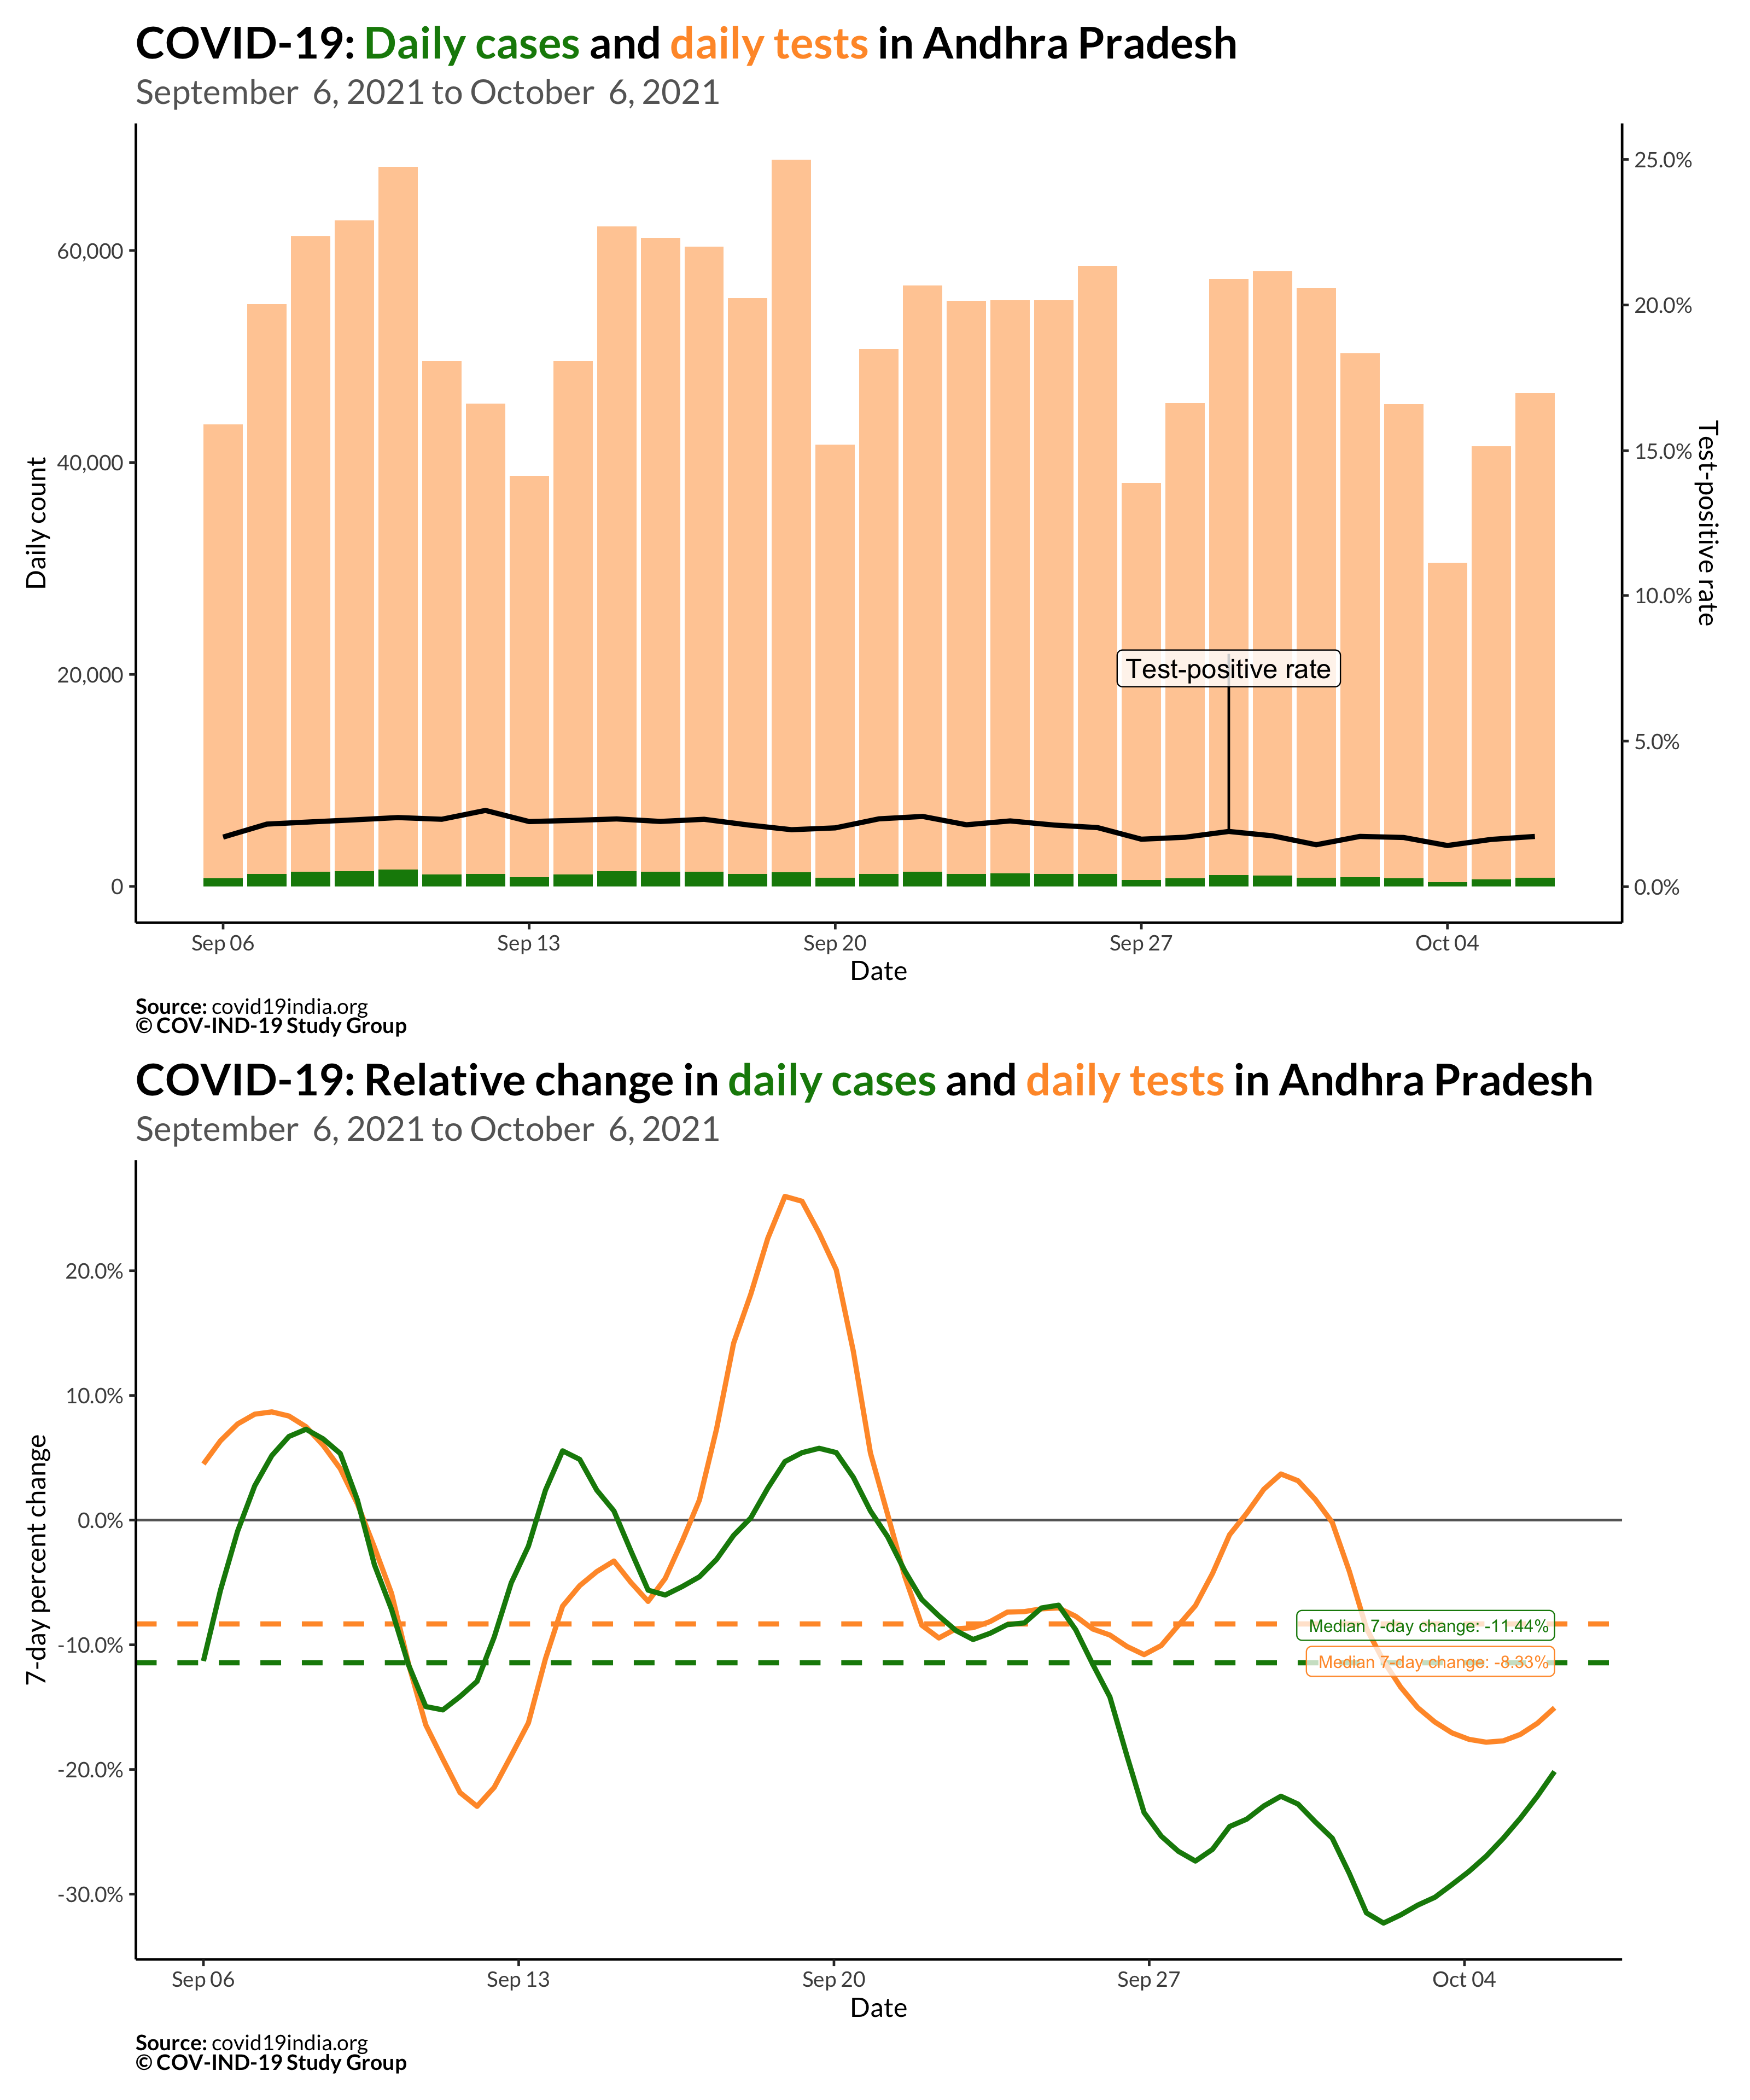 COVID-19: Daily cases and daily tests in Andhra Pradesh
September 6, 2021 to October 6, 2021
60,000
40,000
20,000
0
Daily count
25.0%
20.0%
15.0%
10.0%
5.0%
0.0%
Test-positive rate
Test-positive rate
Sep 06
Sep 13
Sep 20
Sep 27
Oct 04
Date
Source: covid19india.org
© COV-IND-19 Study Group
COVID-19: Relative change in daily cases and daily tests in Andhra Pradesh
September 6, 2021 to October 6, 2021
20.0%
10.0%
0.0%
-10.0%
-20.0%
-30.0%
7-day percent change
Median 7-day change: -11.44%
Median 7-day change: -8.33%
Sep 06
Sep 13
Sep 20
Sep 27
Oct 04
Date
Source: covid19india.org
© COV-IND-19 Study Group